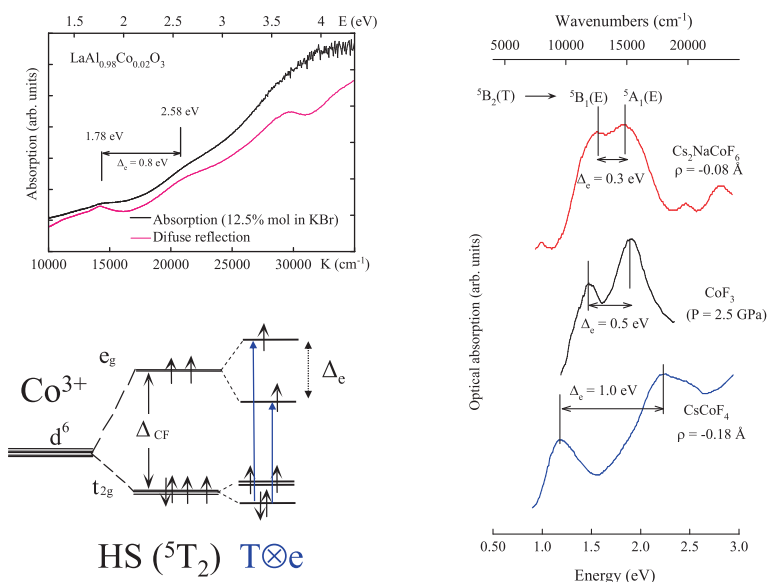 1.5 2 2.5 3 3.5 4 E (eV)
LaAl0.98Co0.02O3
2.58 eV
1.78 eV
Δe = 0.8 eV
Absorption (12.5% mol in KBr)
Difuse reflection
Absorption (arb. units)
10000 15000 20000 25000 30000 K (cm-1)
Co3+
d6
eg
ΔCF
t2g
Δe
HS (5T2) T⊗e
Wavenumbers (cm-1)
5000 10000 15000 20000
5B2(T) 5B1(E) 5A1(E)
Cs2NaCoF6
ρ = -0.08 Å
Δe = 0.3 eV
CoF3
(P = 2.5 GPa)
Δe = 0.5 eV
Δe = 1.0 eV
CsCoF4
ρ = -0.18 Å
Optical absorption (arb. units)
0.50 1.0 1.5 2.0 2.5 3.0
Energy (eV)